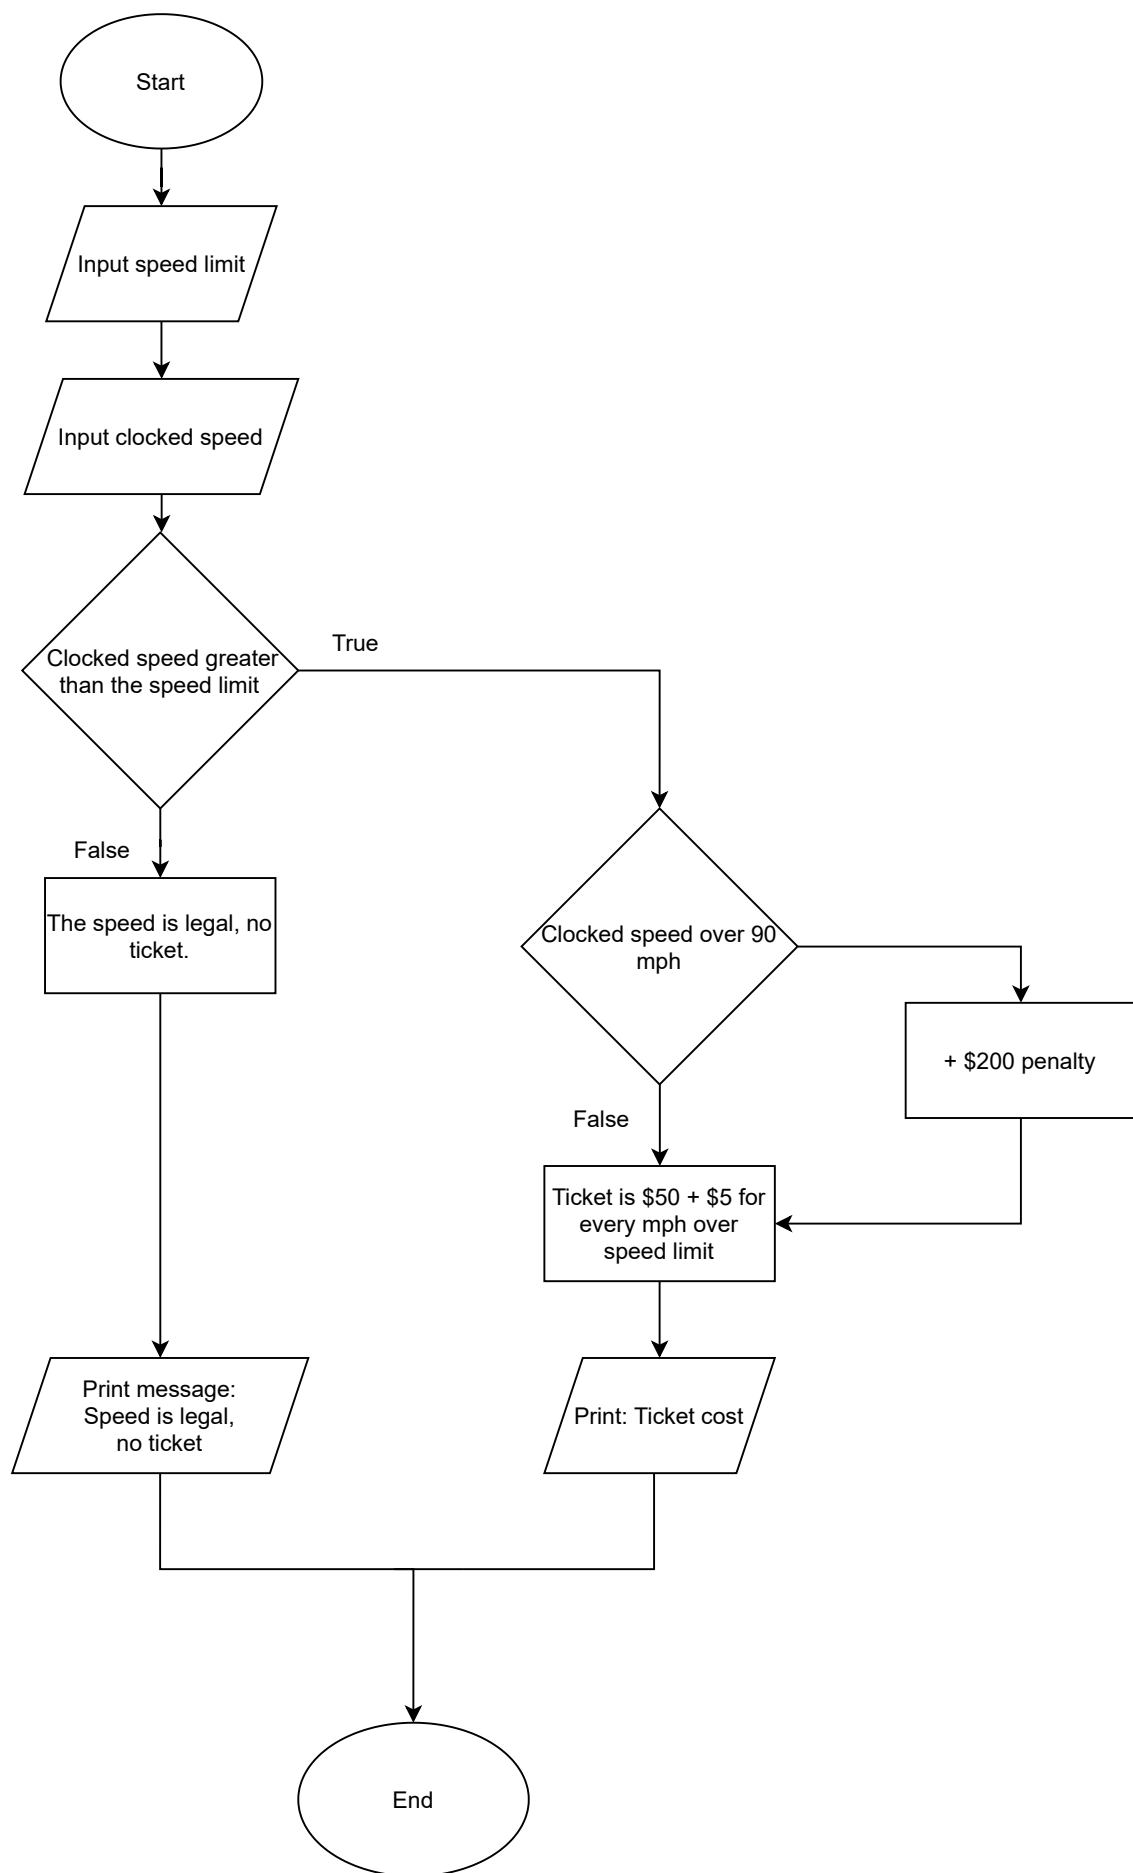 Start
Input speed limit
Input clocked speed
Clocked speed greater
than the speed limit
True
False
The speed is legal, no
ticket.
Clocked speed over 90
mph
+ $200 penalty
False
Ticket is $50 + $5 for
every mph over
speed limit
Print message:
Speed is legal,
no ticket
Print: Ticket cost
End